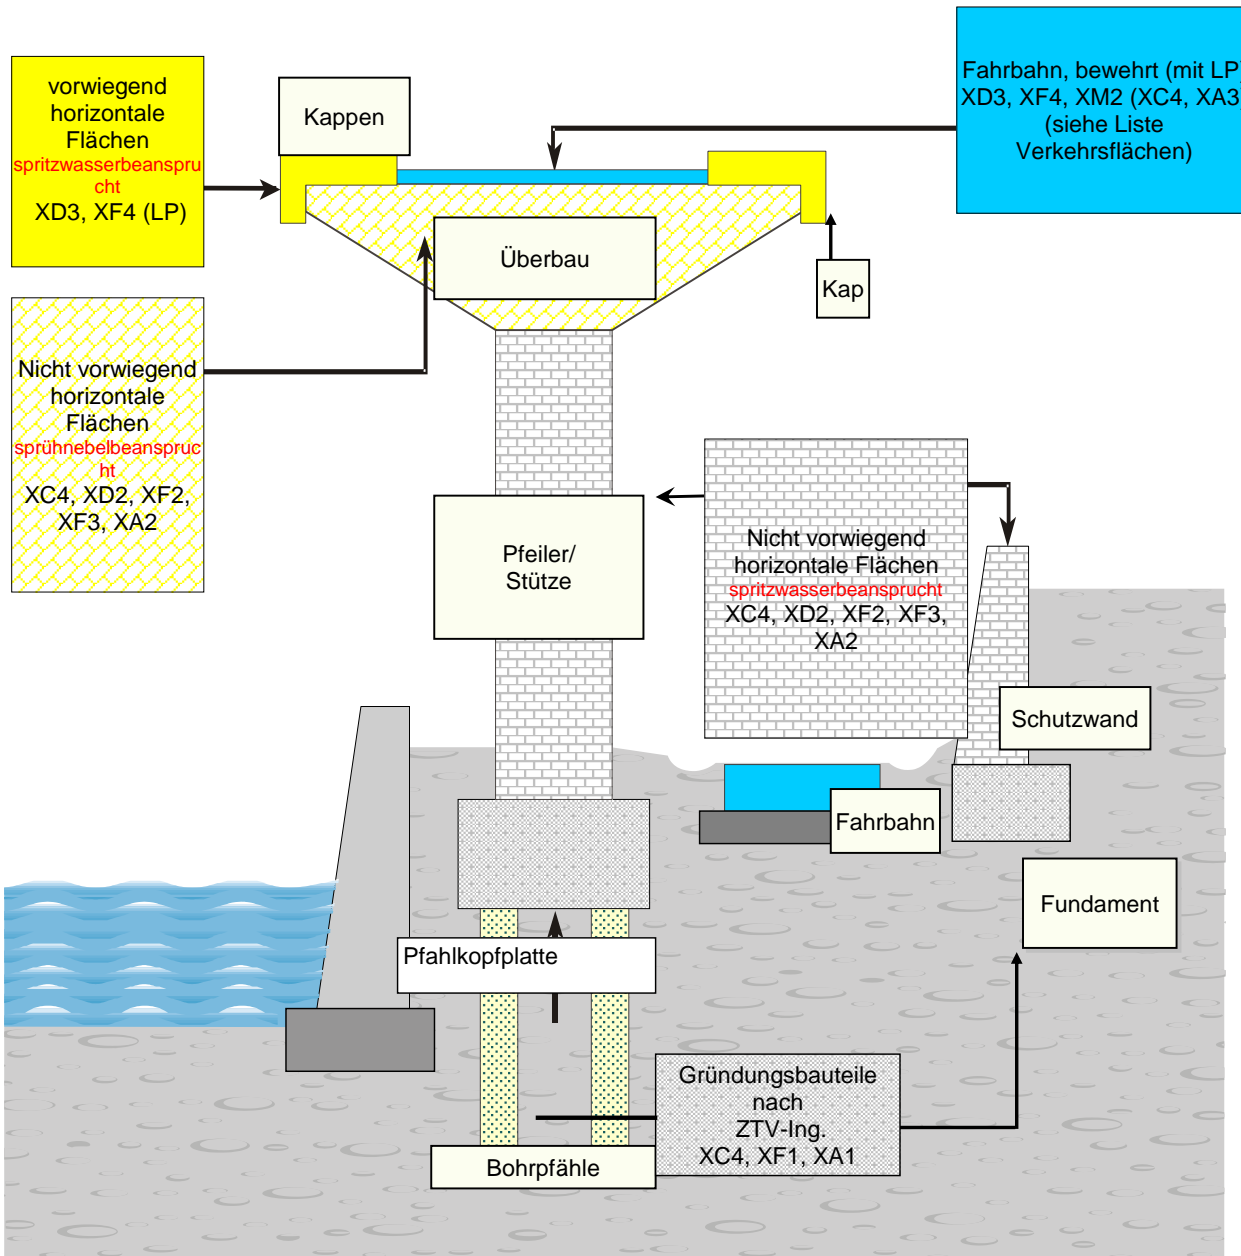 vorwiegend
horizontale
Flächen
spritzwasserbeanspru
cht
XD3, XF4 (LP)
Kappen
Fahrbahn, bewehrt (mit LP)
XD3, XF4, XM2 (XC4, XA3)
(siehe Liste
Verkehrsflächen)
Überbau
Kap
Nicht vorwiegend
horizontale
Flächen
sprühnebelbeanspruc
ht
XC4, XD2, XF2,
XF3, XA2
Pfeiler/
Stütze
Nicht vorwiegend
horizontale Flächen
spritzwasserbeansprucht
XC4, XD2, XF2, XF3,
XA2
Schutzwand
Fahrbahn
Fundament
Pfahlkopfplatte
Gründungsbauteile
nach
ZTV-Ing.
XC4, XF1, XA1
Bohrpfähle